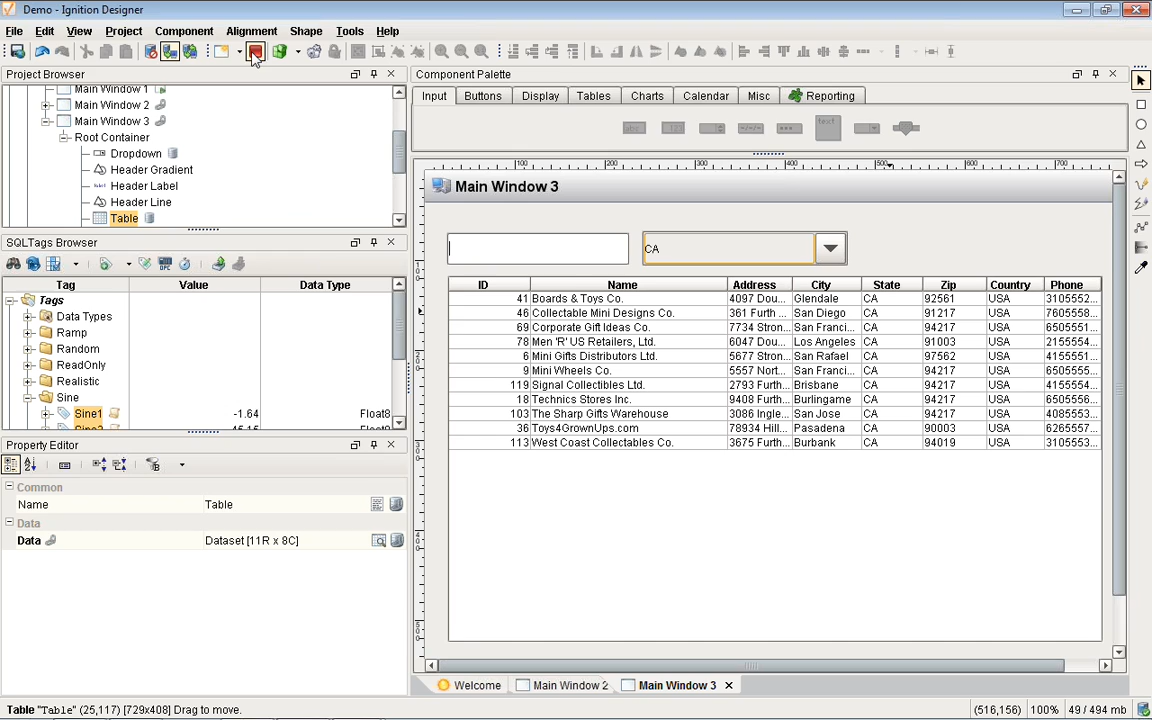 Demo - Ignition Designer
File Edit View Project Component Alignment Shape Tools Help
Project Browser
Main Window 1
Main Window 2
Main Window 3
Root Container
Dropdown
Header Gradient
Header Label
Header Line
Table
SQLTags Browser
Tag Value Data Type
Tags
Data Types
Ramp
Random
ReadOnly
Realistic
Sine
Sine1 -1.64 Float8
Property Editor
Common
Name Table
Data
Data Dataset [11R x 8C]
Component Palette
Input Buttons Display Tables Charts Calendar Misc Reporting
100 200 300 400 500 600 700
Main Window 3
CA
ID Name Address City State Zip Country Phone
41 Boards & Toys Co. 4097 Dou... Glendale CA 92561 USA 3105552...
46 Collectable Mini Designs Co. 361 Furth ... San Diego CA 91217 USA 7605558...
69 Corporate Gift Ideas Co. 7734 Stron... San Franci... CA 94217 USA 6505551...
78 Men 'R' US Retailers, Ltd. 6047 Dou... Los Angeles CA 91003 USA 2155554...
6 Mini Gifts Distributors Ltd. 5677 Stron... San Rafael CA 97562 USA 4155551...
9 Mini Wheels Co. 5557 Nort... San Franci... CA 94217 USA 6505555...
119 Signal Collectibles Ltd. 2793 Furth... Brisbane CA 94217 USA 4155554...
18 Technics Stores Inc. 9408 Furth... Burlingame CA 94217 USA 6505556...
103 The Sharp Gifts Warehouse 3086 Ingle... San Jose CA 94217 USA 4085553...
36 Toys4GrownUps.com 78934 Hill... Pasadena CA 90003 USA 6265557...
113 West Coast Collectables Co. 3675 Furth... Burbank CA 94019 USA 3105553...
Welcome Main Window 2 Main Window 3
Table "Table" (25,117) [729x408] Drag to move. (516,156) 100% 49 / 494 mb